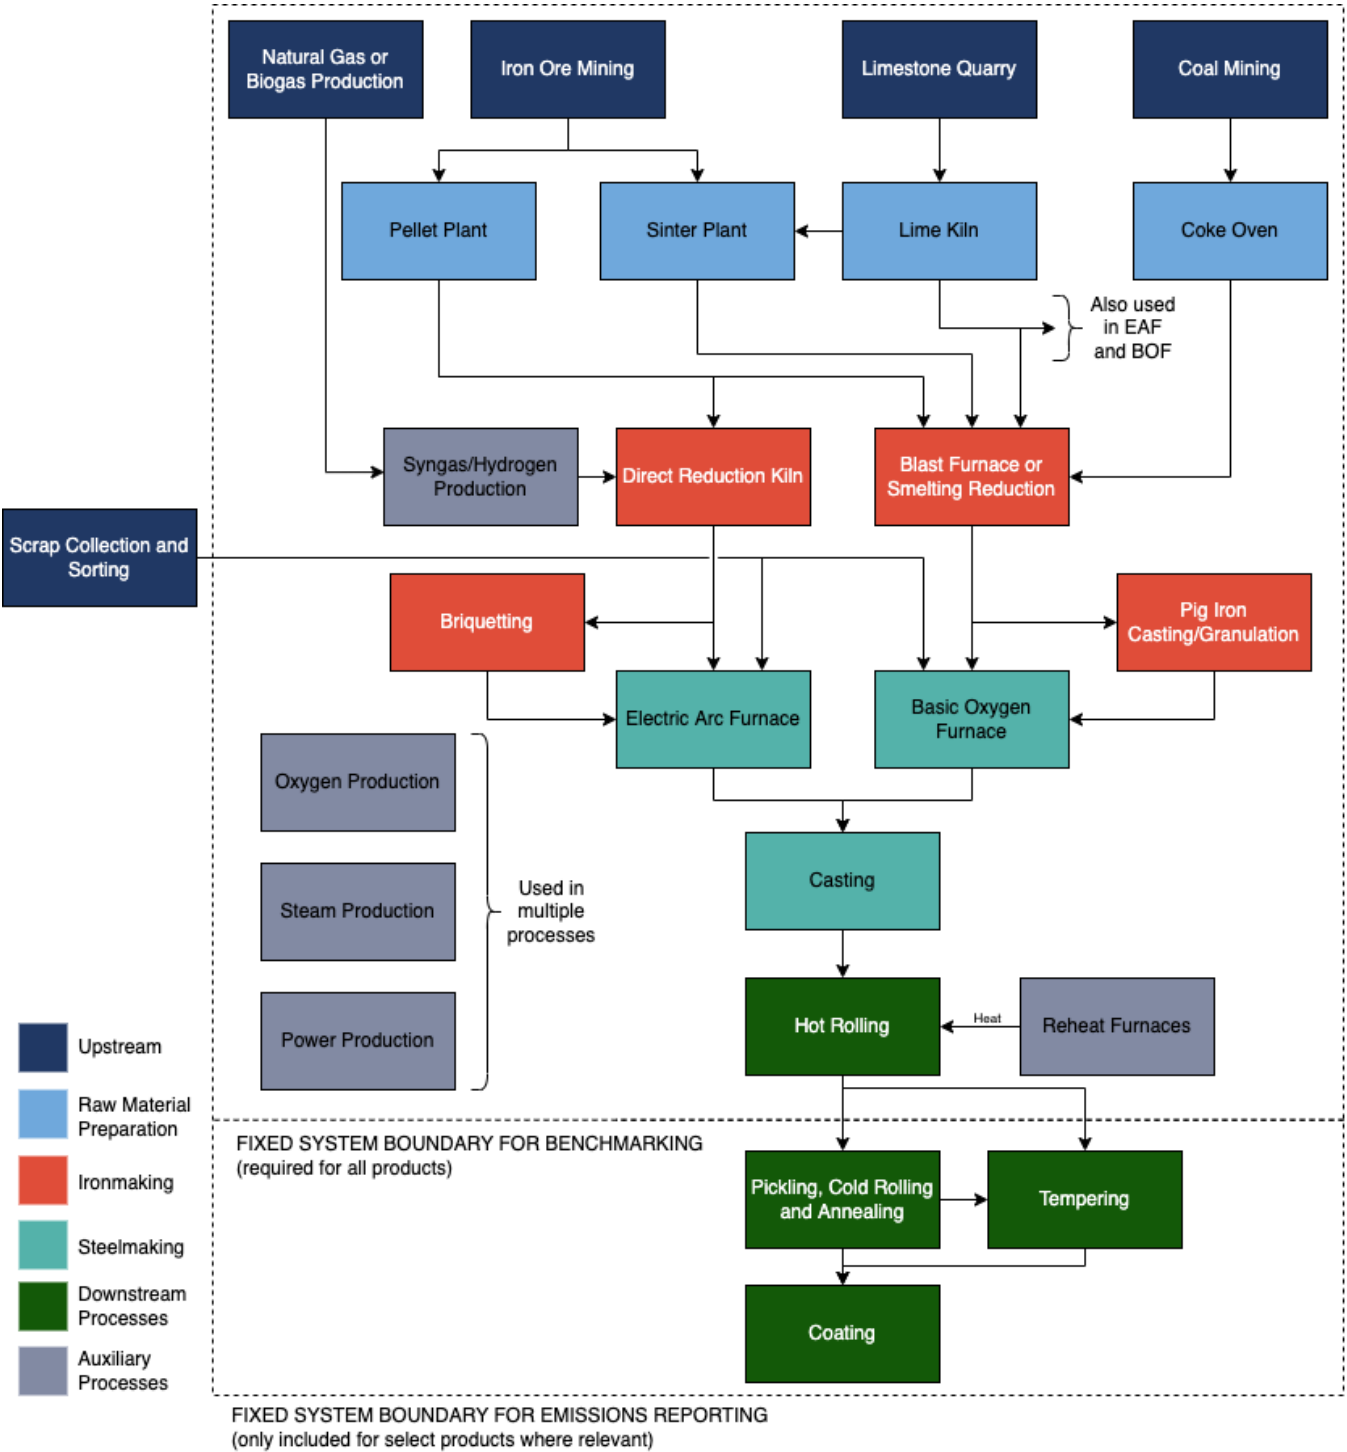 Natural Gas or
Biogas Production
Iron Ore Mining
Limestone Quarry
Coal Mining
Pellet Plant
Sinter Plant
Lime Kiln
Coke Oven
Also used
in EAF
and BOF
Syngas/Hydrogen
Production
Direct Reduction Kiln
Blast Furnace or
Smelting Reduction
Scrap Collection and
Sorting
Briquetting
Pig Iron
Casting/Granulation
Electric Arc Furnace
Basic Oxygen
Furnace
Oxygen Production
Steam Production
Power Production
Used in
multiple
processes
Casting
Hot Rolling
Heat
Reheat Furnaces
Upstream
Raw Material
Preparation
Ironmaking
Steelmaking
Downstream
Processes
Auxiliary
Processes
FIXED SYSTEM BOUNDARY FOR BENCHMARKING
(required for all products)
Pickling, Cold Rolling
and Annealing
Tempering
Coating
FIXED SYSTEM BOUNDARY FOR EMISSIONS REPORTING
(only included for select products where relevant)